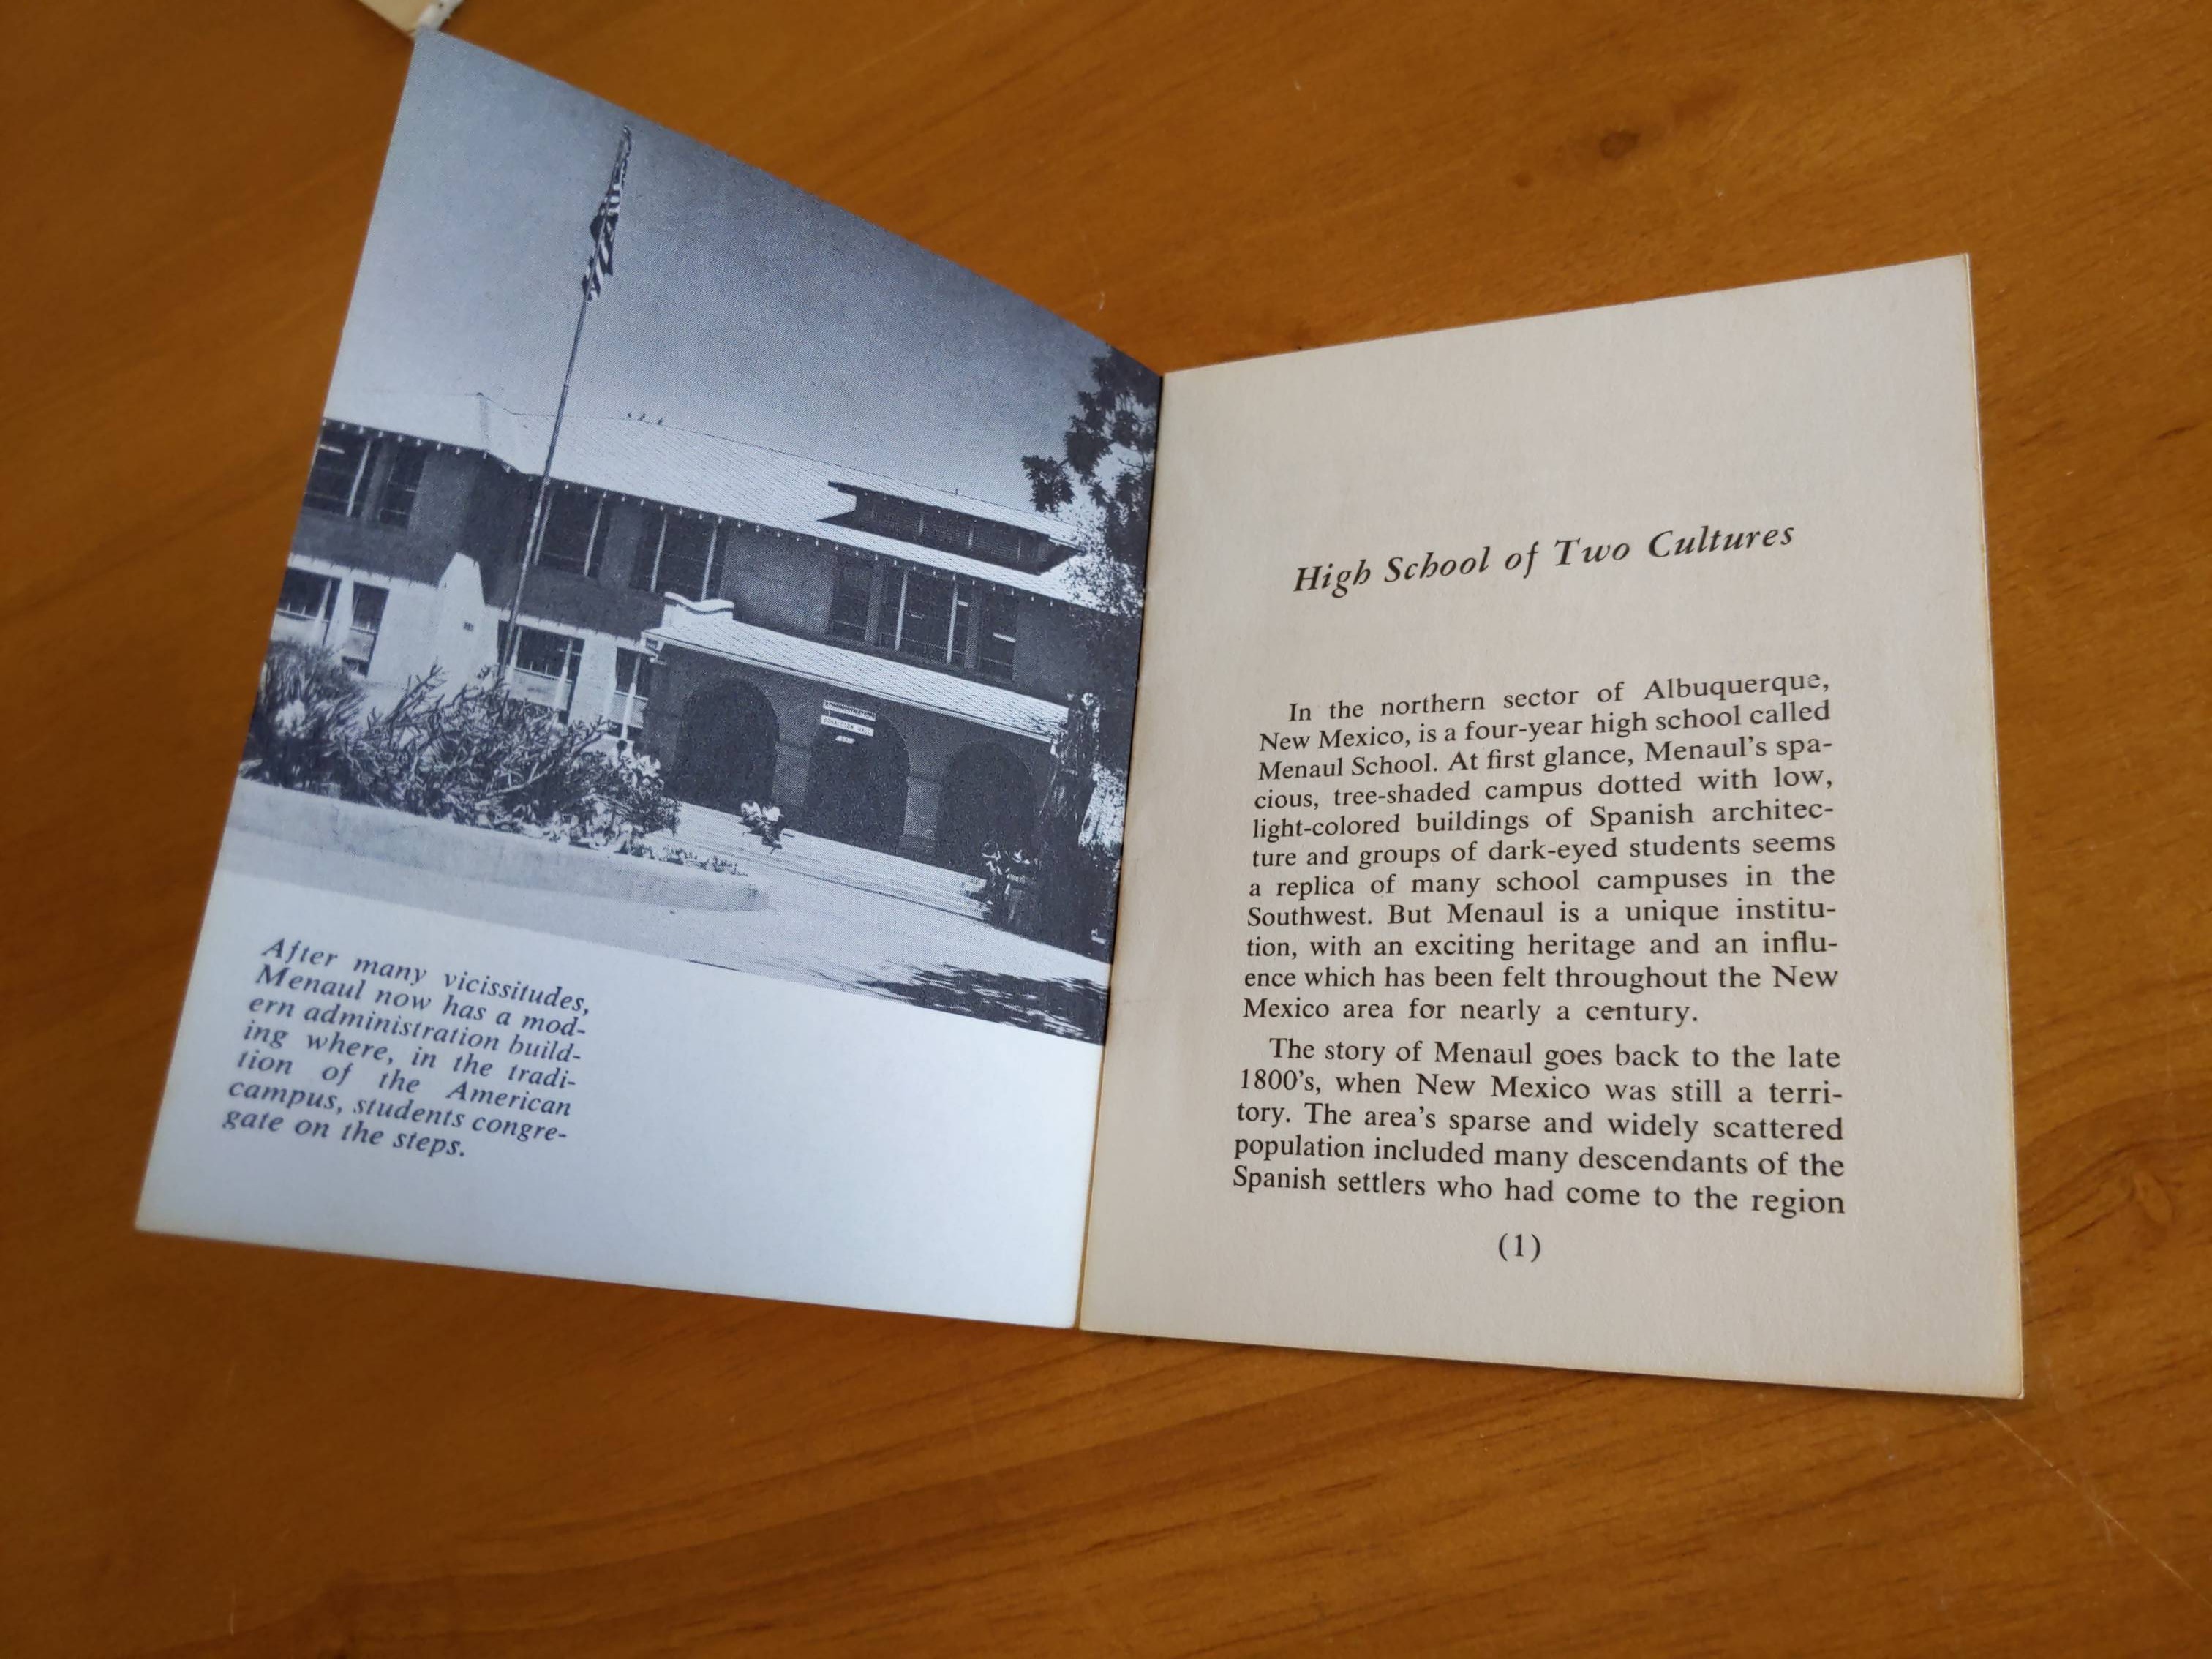 ADMINISTRATION
DONALDSON HALL
After many vicissitudes,
Menaul now has a mod-
ern administration build-
ing where, in the tradi-
tion of the American
campus, students congre-
gate on the steps.
High School of Two Cultures
In the northern sector of Albuquerque,
New Mexico, is a four-year high school called
Menaul School. At first glance, Menaul's spa-
cious, tree-shaded campus dotted with low,
light-colored buildings of Spanish architec-
ture and groups of dark-eyed students seems
a replica of many school campuses in the
Southwest. But Menaul is a unique institu-
tion, with an exciting heritage and an influ-
ence which has been felt throughout the New
Mexico area for nearly a century.
The story of Menaul goes back to the late
1800's, when New Mexico was still a terri-
tory. The area's sparse and widely scattered
population included many descendants of the
Spanish settlers who had come to the region
(1)